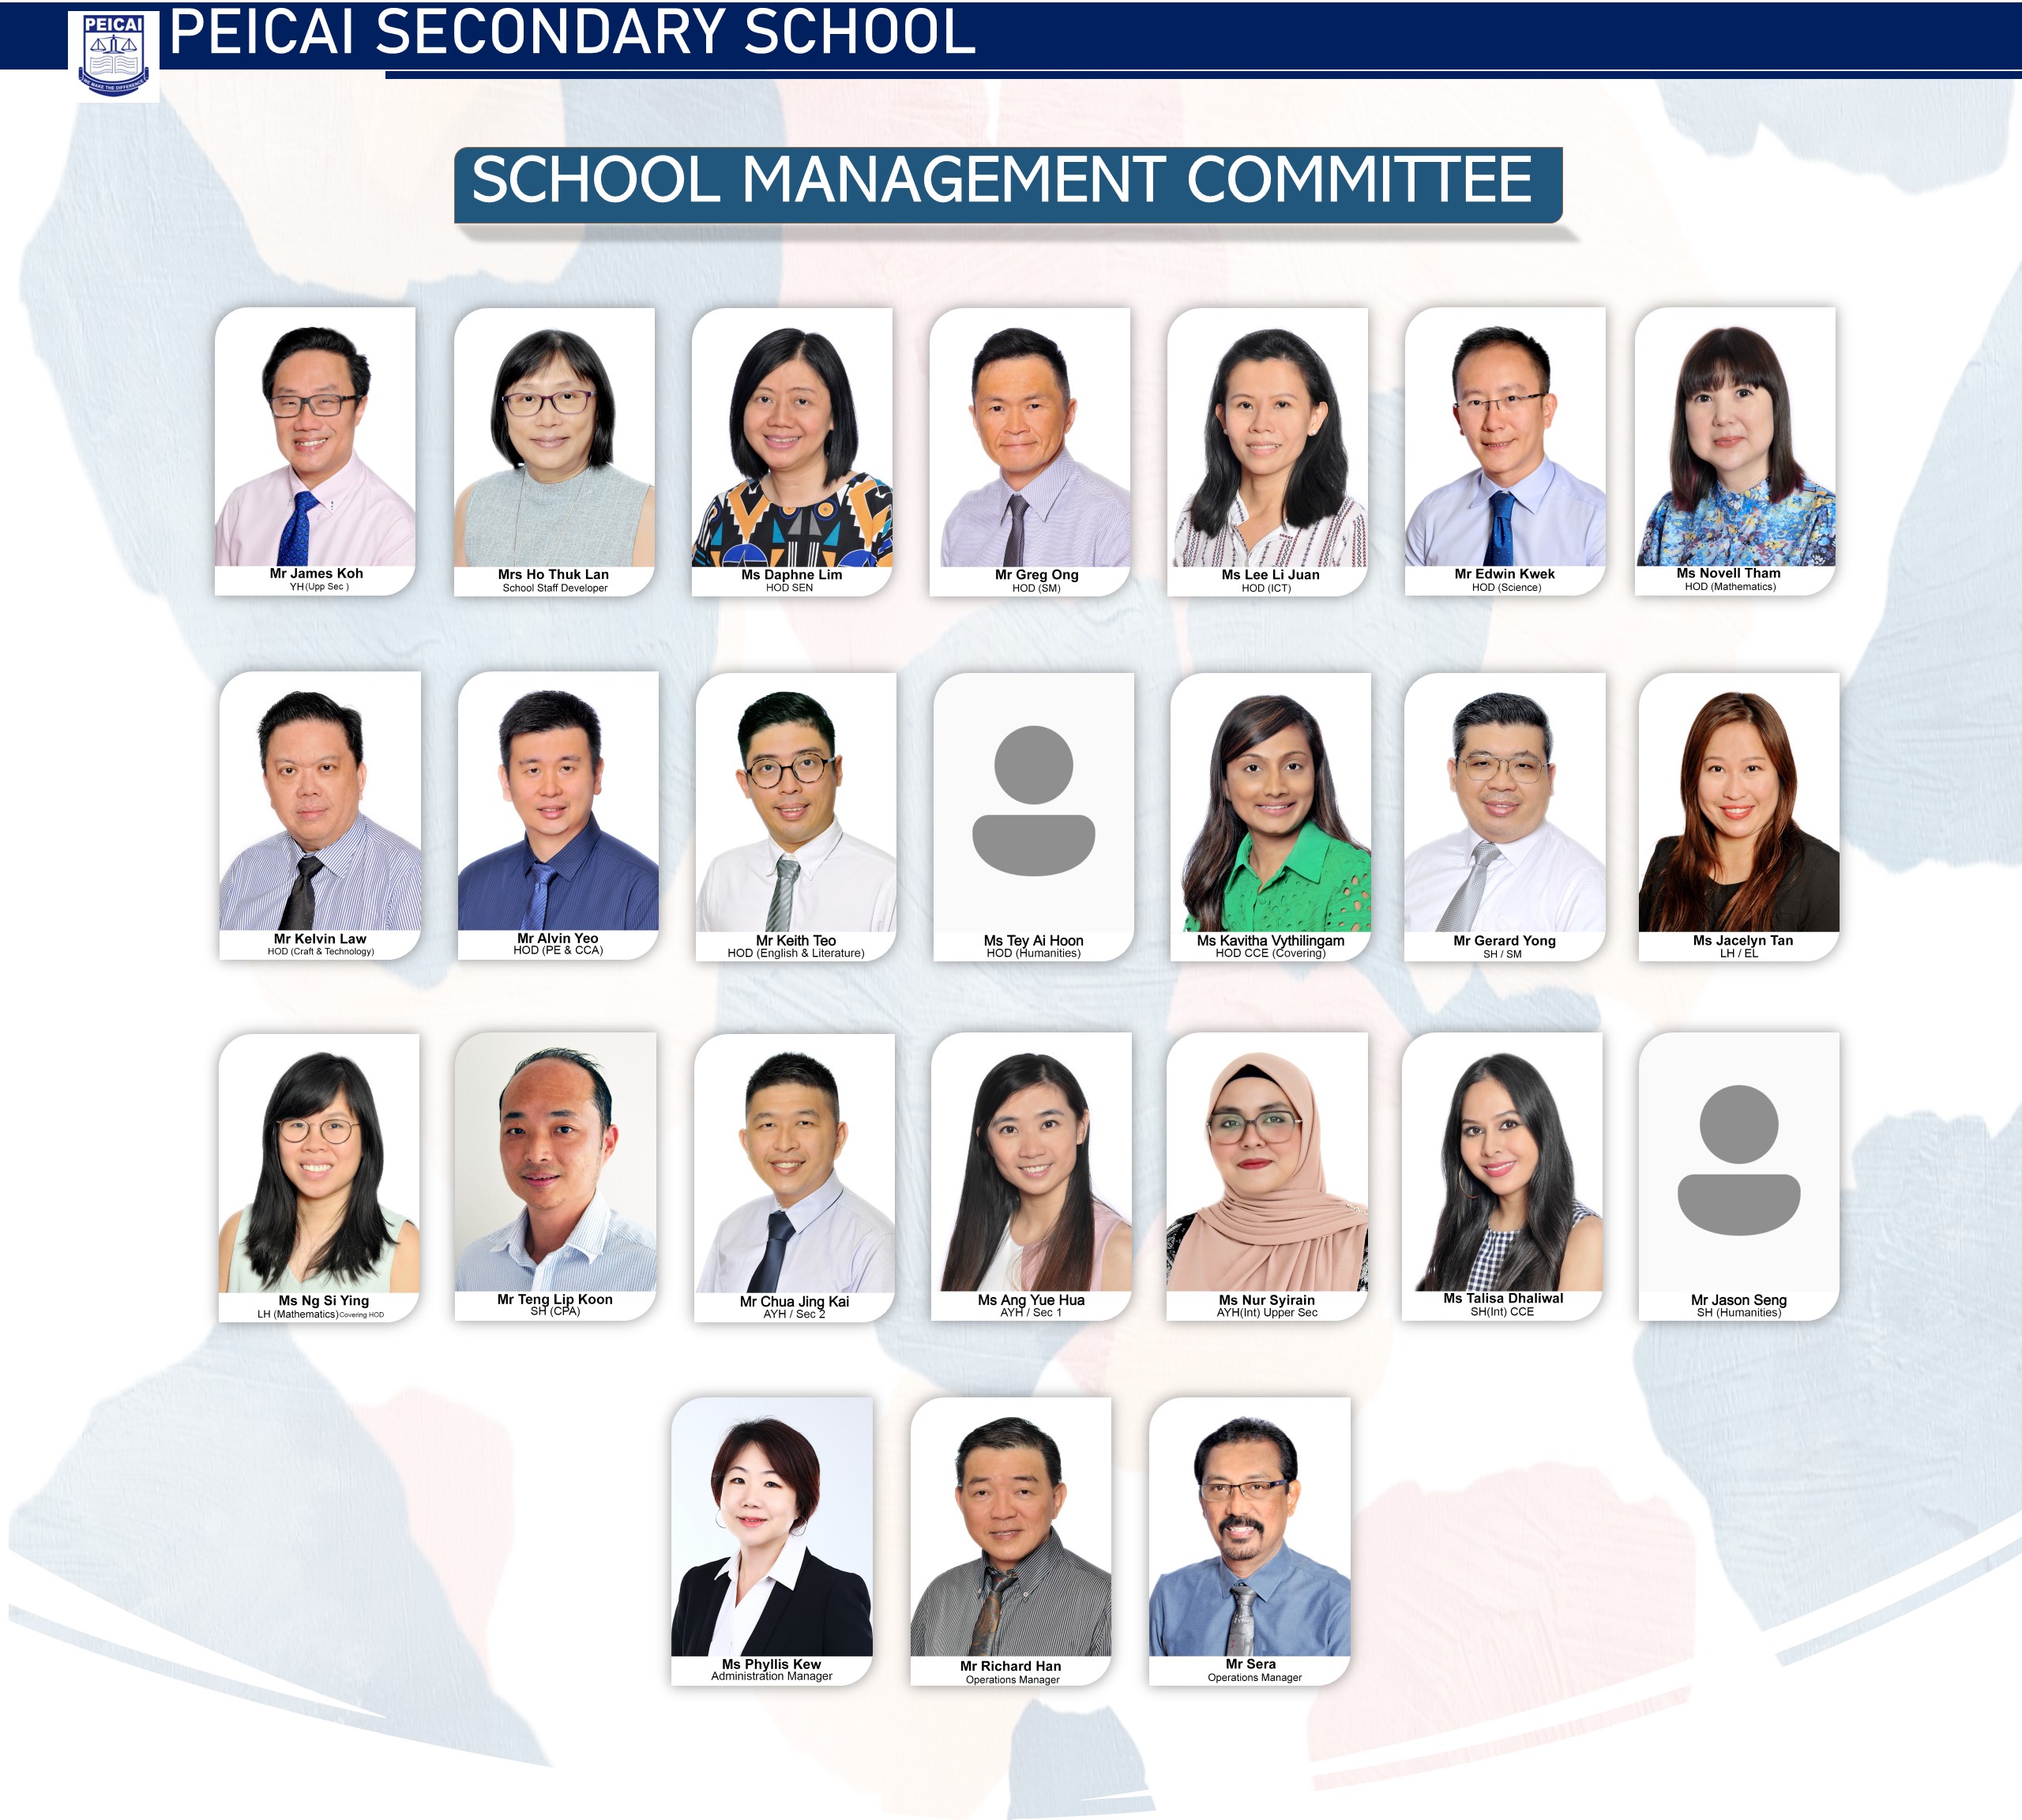 PEICAI
WE MAKE THE DIFFERENCE
PEICAI SECONDARY SCHOOL
SCHOOL MANAGEMENT COMMITTEE
Mr James Koh
YH (Upp Sec )
Mrs Ho Thuk Lan
School Staff Developer
Ms Daphne Lim
HOD SEN
Mr Greg Ong
HOD (SM)
Ms Lee Li Juan
HOD (ICT)
Mr Edwin Kwek
HOD (Science)
Ms Novell Tham
HOD (Mathematics)
Mr Kelvin Law
HOD (Craft & Technology)
Mr Alvin Yeo
HOD (PE & CCA)
Mr Keith Teo
HOD (English & Literature)
Ms Tey Ai Hoon
HOD (Humanities)
Ms Kavitha Vythilingam
HOD CCE (Covering)
Mr Gerard Yong
SH / SM
Ms Jacelyn Tan
LH / EL
Ms Ng Si Ying
LH (Mathematics) Covering HOD
Mr Teng Lip Koon
SH (CPA)
Mr Chua Jing Kai
AYH / Sec 2
Ms Ang Yue Hua
AYH / Sec 1
Ms Nur Syirain
AYH(Int) Upper Sec
Ms Talisa Dhaliwal
SH(Int) CCE
Mr Jason Seng
SH (Humanities)
Ms Phyllis Kew
Administration Manager
Mr Richard Han
Operations Manager
Mr Sera
Operations Manager